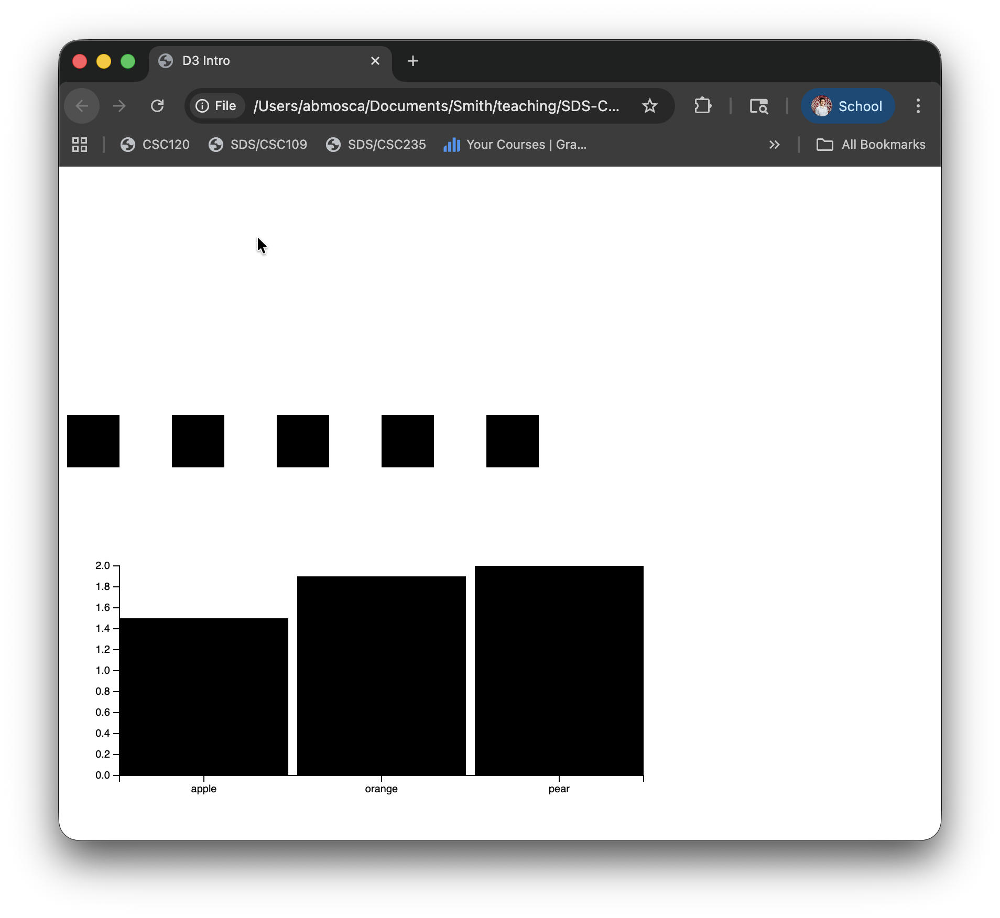 D3 Intro
File /Users/abmosca/Documents/Smith/teaching/SDS-C... School
CSC120 SDS/CSC109 SDS/CSC235 Your Courses | Gra... All Bookmarks
2.0
1.8
1.6
1.4
1.2
1.0
0.8
0.6
0.4
0.2
0.0
apple orange pear